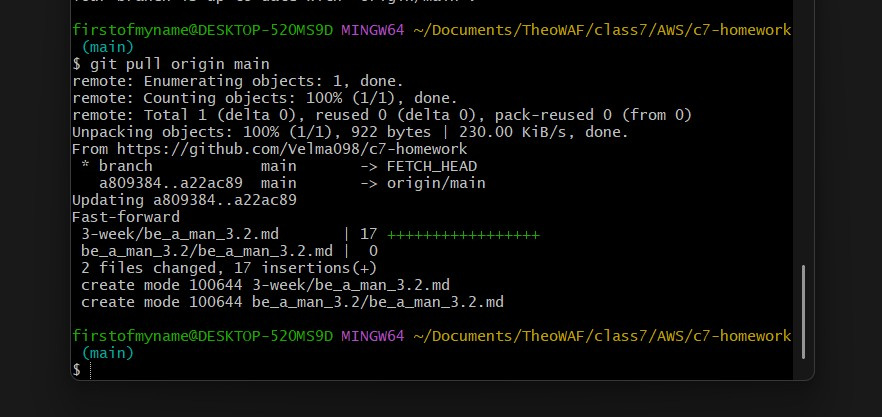 firstofmyname@DESKTOP-520MS9D MINGW64 ~/Documents/TheoWAF/class7/AWS/c7-homework
(main)
$ git pull origin main
remote: Enumerating objects: 1, done.
remote: Counting objects: 100% (1/1), done.
remote: Total 1 (delta 0), reused 0 (delta 0), pack-reused 0 (from 0)
Unpacking objects: 100% (1/1), 922 bytes | 230.00 KiB/s, done.
From https://github.com/Velma098/c7-homework
 * branch            main       -> FETCH_HEAD
   a809384..a22ac89  main       -> origin/main
Updating a809384..a22ac89
Fast-forward
 3-week/be_a_man_3.2.md       | 17 +++++++++++++++++
 be_a_man_3.2/be_a_man_3.2.md |  0
 2 files changed, 17 insertions(+)
 create mode 100644 3-week/be_a_man_3.2.md
 create mode 100644 be_a_man_3.2/be_a_man_3.2.md
firstofmyname@DESKTOP-520MS9D MINGW64 ~/Documents/TheoWAF/class7/AWS/c7-homework
(main)
$